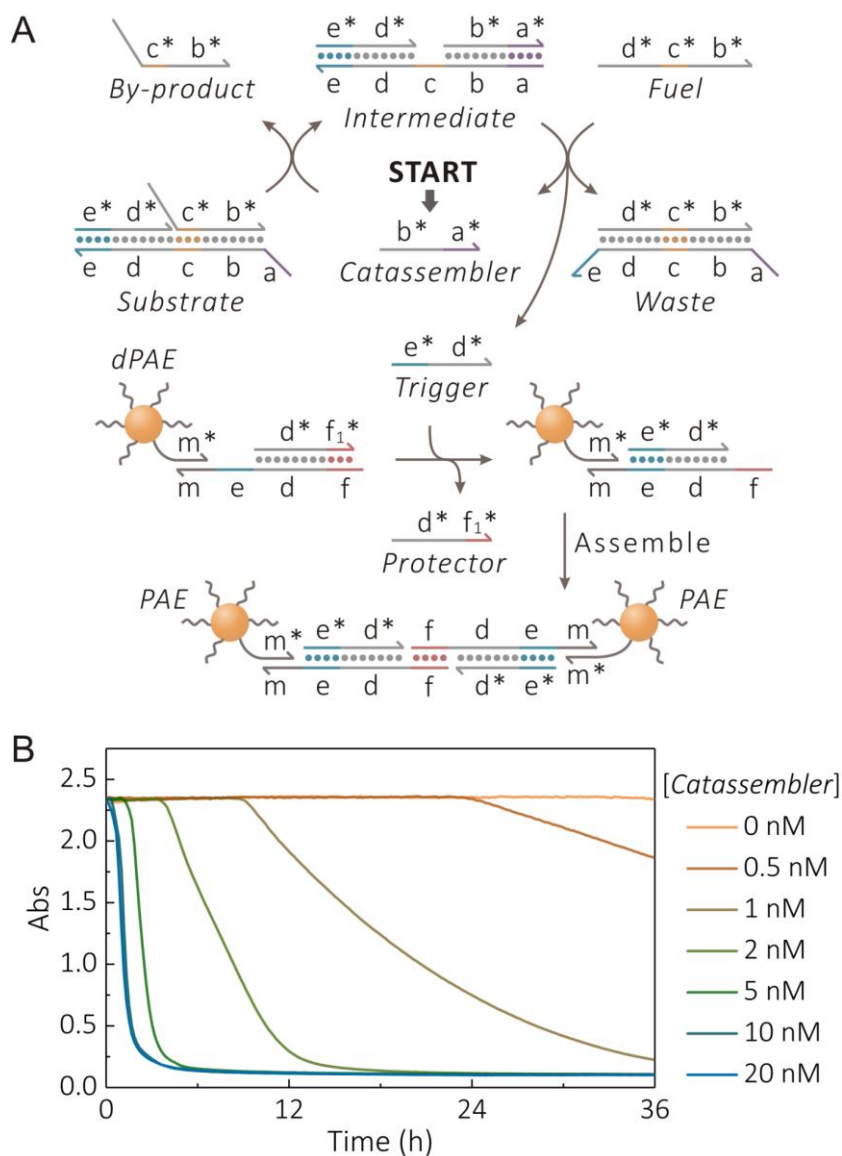 A
c* b*
By-product
e* d* b* a*
e d c b a
Intermediate
d* c* b*
Fuel
START
b* a*
Catassembler
e* d* c* b*
e d c b a
Substrate
d* c* b*
e d c b a
Waste
e* d*
Trigger
dPAE
m* d* f₁*
m e d f
d* f₁*
Protector
m* e* d*
m e d f
Assemble
PAE
m* e* d* f d e m
m e d f d* e* m*
PAE
B
Abs
2.5
2.0
1.5
1.0
0.5
0.0
0 12 24 36
Time (h)
[Catassembler]
0 nM
0.5 nM
1 nM
2 nM
5 nM
10 nM
20 nM